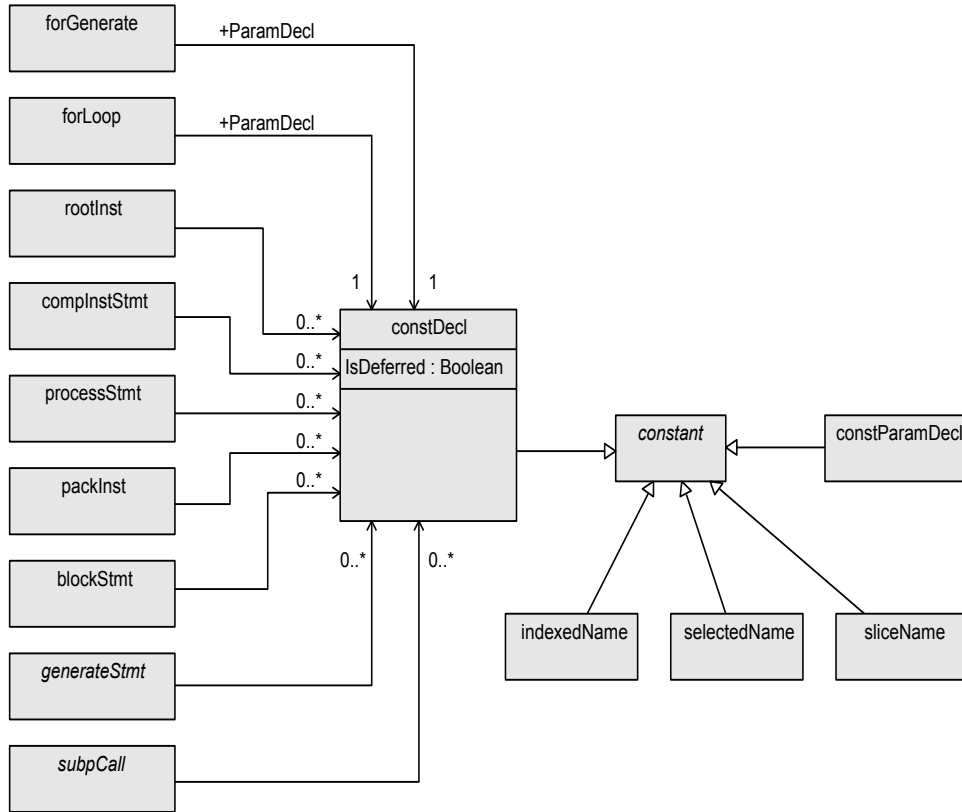 forGenerate
+ParamDecl
forLoop
+ParamDecl
rootInst
compInstStmt
processStmt
packInst
blockStmt
generateStmt
subpCall
1
1
0..*
0..*
0..*
0..*
0..*
0..*
0..*
constDecl
IsDeferred : Boolean
constant
constParamDecl
indexedName
selectedName
sliceName